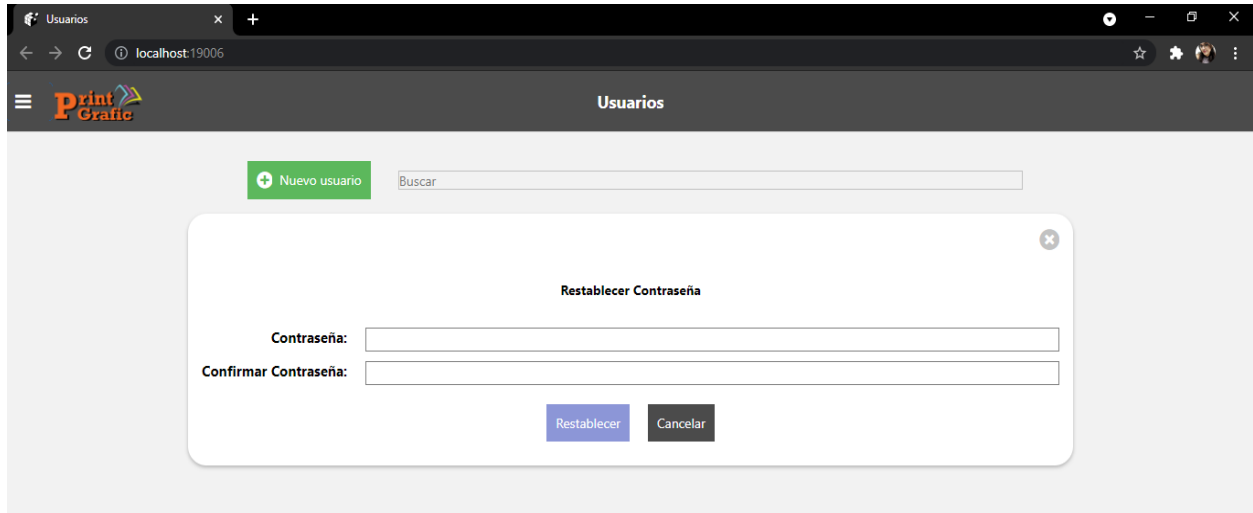 Usuarios
localhost:19006
Print
Grafic
Usuarios
Nuevo usuario
Buscar
Restablecer Contraseña
Contraseña:
Confirmar Contraseña:
Restablecer Cancelar